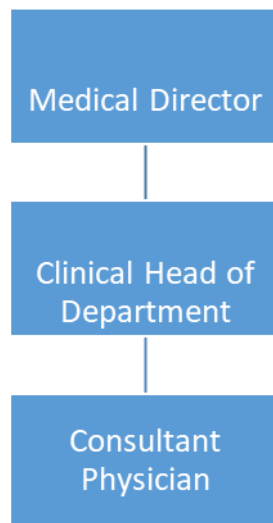 Medical Director
Clinical Head of
Department
Consultant
Physician